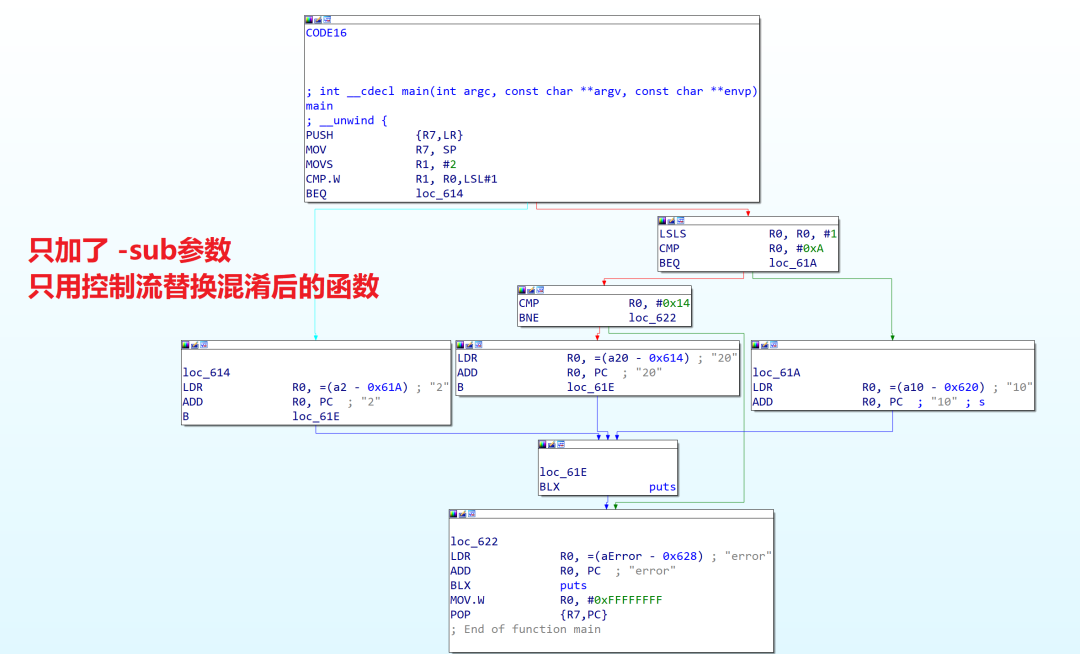 CODE16
; int __cdecl main(int argc, const char **argv, const char **envp)
main
; __unwind {
PUSH {R7,LR}
MOV R7, SP
MOVS R1, #2
CMP.W R1, R0,LSL#1
BEQ loc_614
只加了 -sub参数
只用控制流替换混淆后的函数
LSLS R0, R0, #1
CMP R0, #0xA
BEQ loc_61A
CMP R0, #0x14
BNE loc_622
loc_614
LDR R0, =(a2 - 0x61A) ; "2"
ADD R0, PC ; "2"
B loc_61E
LDR R0, =(a20 - 0x614) ; "20"
ADD R0, PC ; "20"
B loc_61E
loc_61A
LDR R0, =(a10 - 0x620) ; "10"
ADD R0, PC ; "10" ; s
loc_61E
BLX puts
loc_622
LDR R0, =(aError - 0x628) ; "error"
ADD R0, PC ; "error"
BLX puts
MOV.W R0, #0xFFFFFFFF
POP {R7,PC}
; End of function main